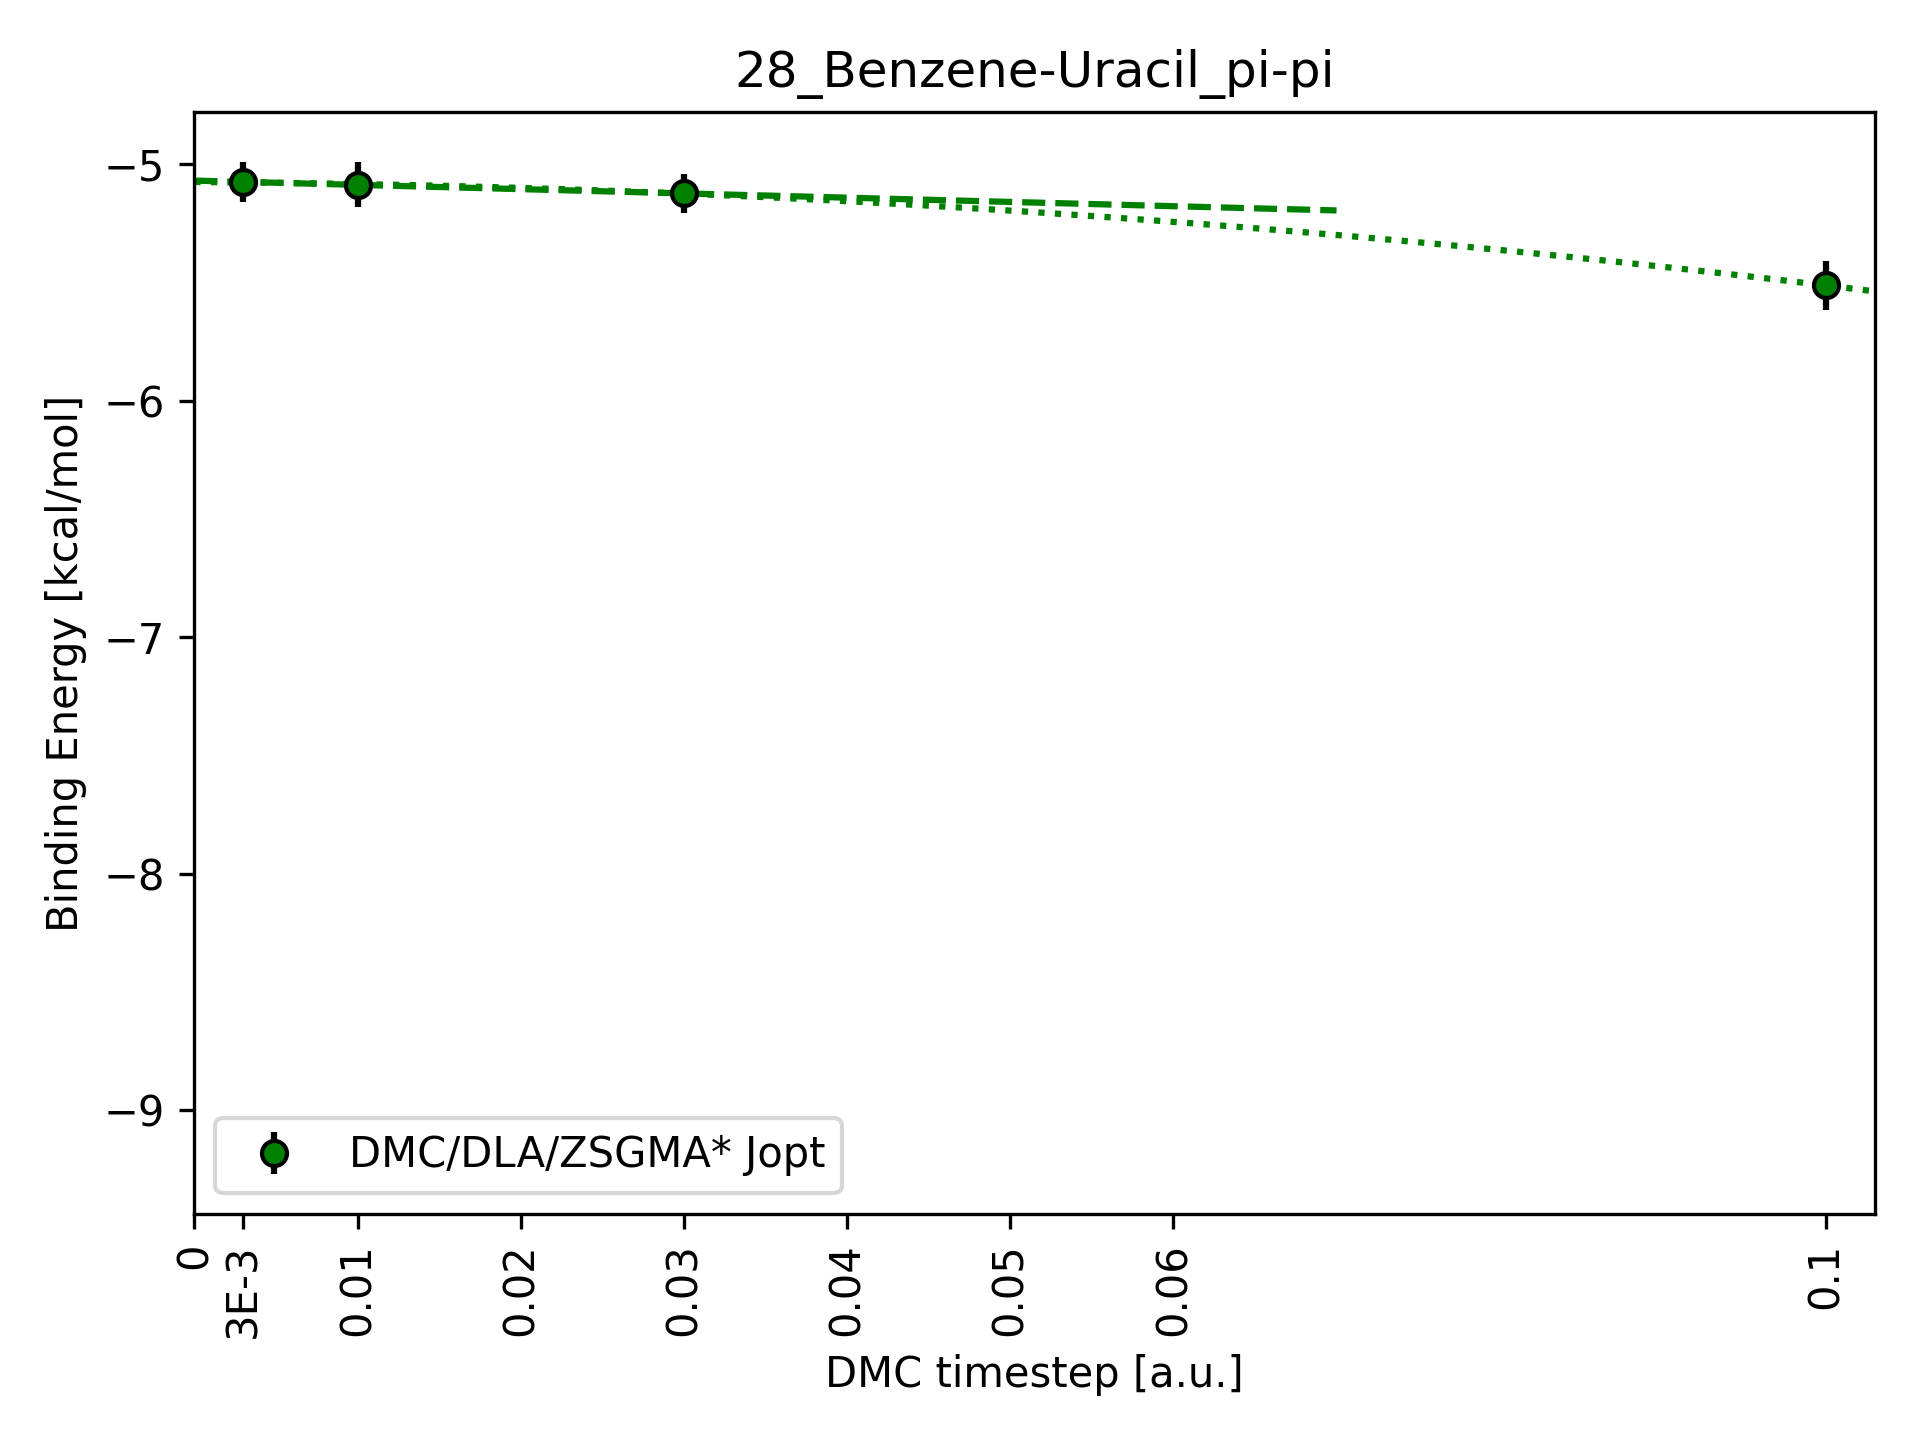 28_Benzene-Uracil_pi-pi
Binding Energy [kcal/mol]
−5
−6
−7
−8
−9
DMC/DLA/ZSGMA* Jopt
0
3E-3
0.01
0.02
0.03
0.04
0.05
0.06
0.1
DMC timestep [a.u.]